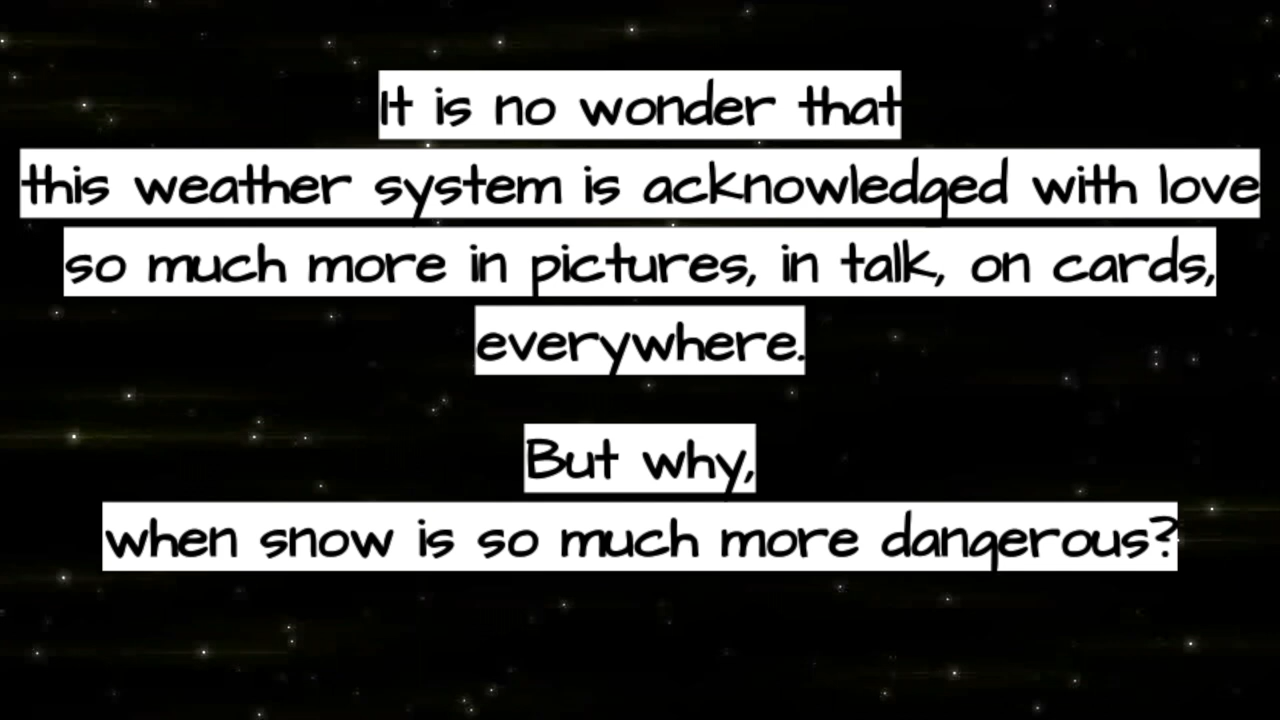 It is no wonder that
this weather system is acknowledged with love
so much more in pictures, in talk, on cards,
everywhere.
But why,
when snow is so much more dangerous?